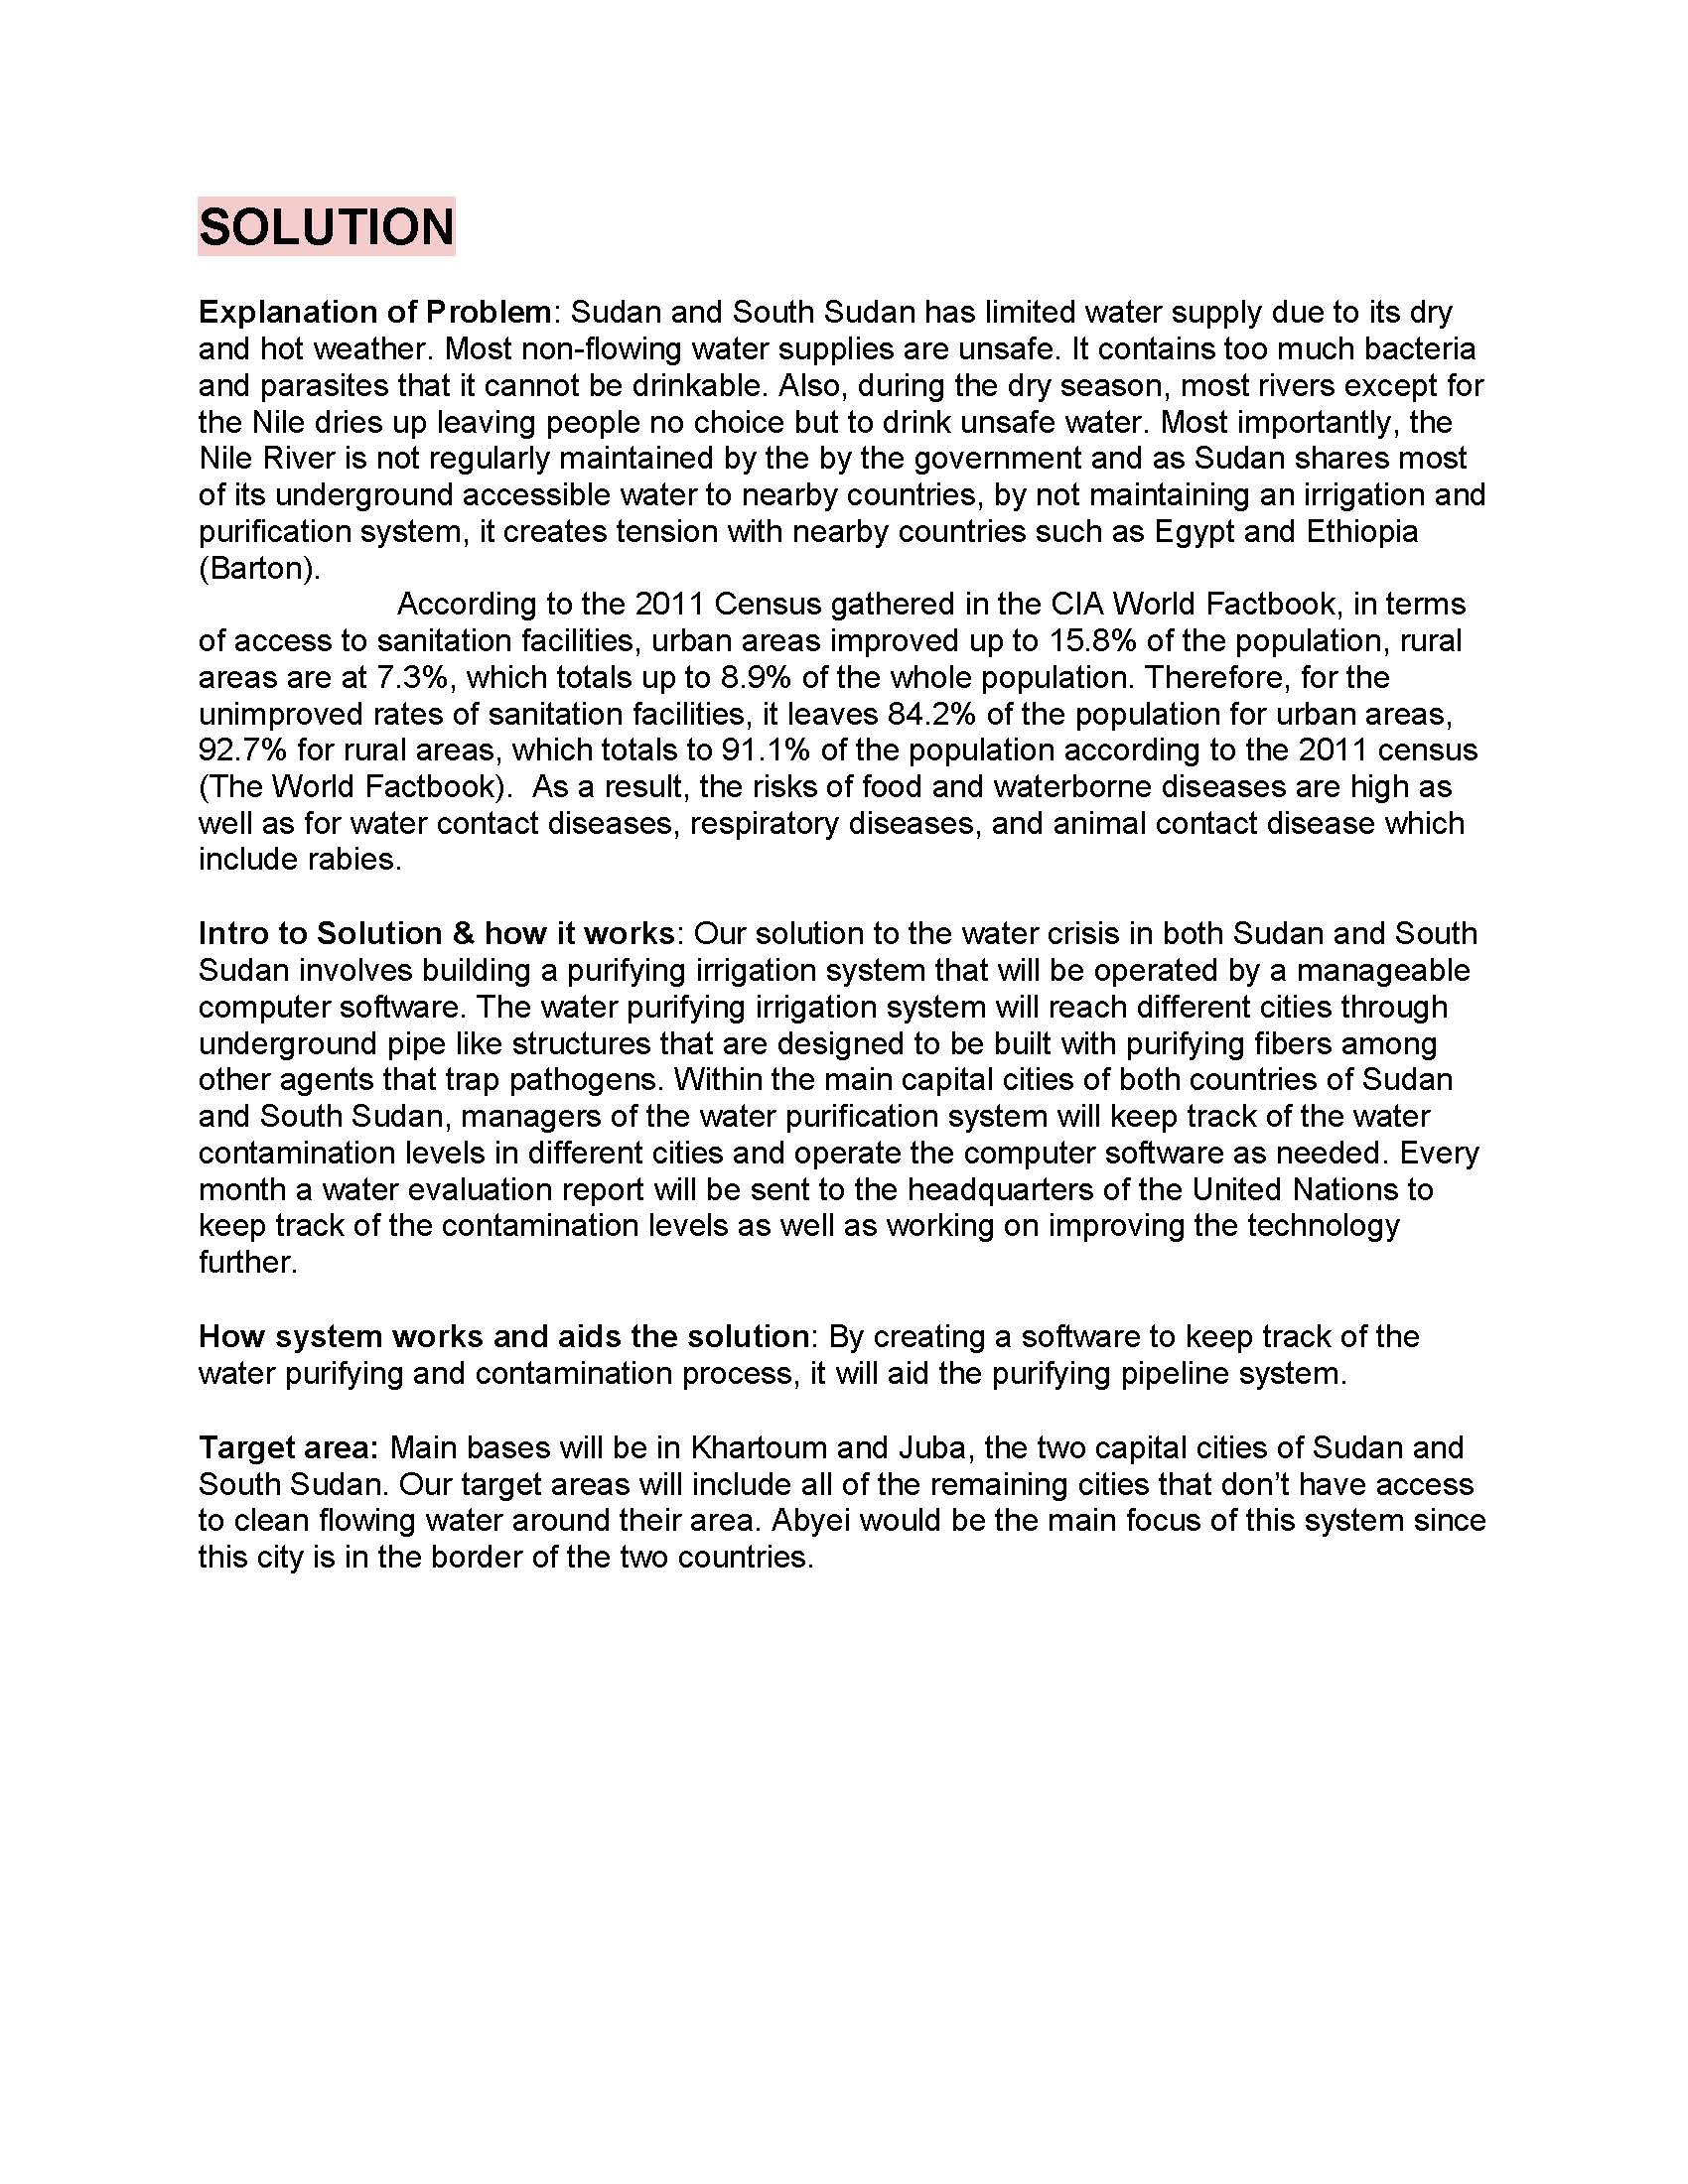 SOLUTION
Explanation of Problem: Sudan and South Sudan has limited water supply due to its dry
and hot weather. Most non-flowing water supplies are unsafe. It contains too much bacteria
and parasites that it cannot be drinkable. Also, during the dry season, most rivers except for
the Nile dries up leaving people no choice but to drink unsafe water. Most importantly, the
Nile River is not regularly maintained by the by the government and as Sudan shares most
of its underground accessible water to nearby countries, by not maintaining an irrigation and
purification system, it creates tension with nearby countries such as Egypt and Ethiopia
(Barton).
According to the 2011 Census gathered in the CIA World Factbook, in terms
of access to sanitation facilities, urban areas improved up to 15.8% of the population, rural
areas are at 7.3%, which totals up to 8.9% of the whole population. Therefore, for the
unimproved rates of sanitation facilities, it leaves 84.2% of the population for urban areas,
92.7% for rural areas, which totals to 91.1% of the population according to the 2011 census
(The World Factbook).  As a result, the risks of food and waterborne diseases are high as
well as for water contact diseases, respiratory diseases, and animal contact disease which
include rabies.
Intro to Solution & how it works: Our solution to the water crisis in both Sudan and South
Sudan involves building a purifying irrigation system that will be operated by a manageable
computer software. The water purifying irrigation system will reach different cities through
underground pipe like structures that are designed to be built with purifying fibers among
other agents that trap pathogens. Within the main capital cities of both countries of Sudan
and South Sudan, managers of the water purification system will keep track of the water
contamination levels in different cities and operate the computer software as needed. Every
month a water evaluation report will be sent to the headquarters of the United Nations to
keep track of the contamination levels as well as working on improving the technology
further.
How system works and aids the solution: By creating a software to keep track of the
water purifying and contamination process, it will aid the purifying pipeline system.
Target area: Main bases will be in Khartoum and Juba, the two capital cities of Sudan and
South Sudan. Our target areas will include all of the remaining cities that don’t have access
to clean flowing water around their area. Abyei would be the main focus of this system since
this city is in the border of the two countries.